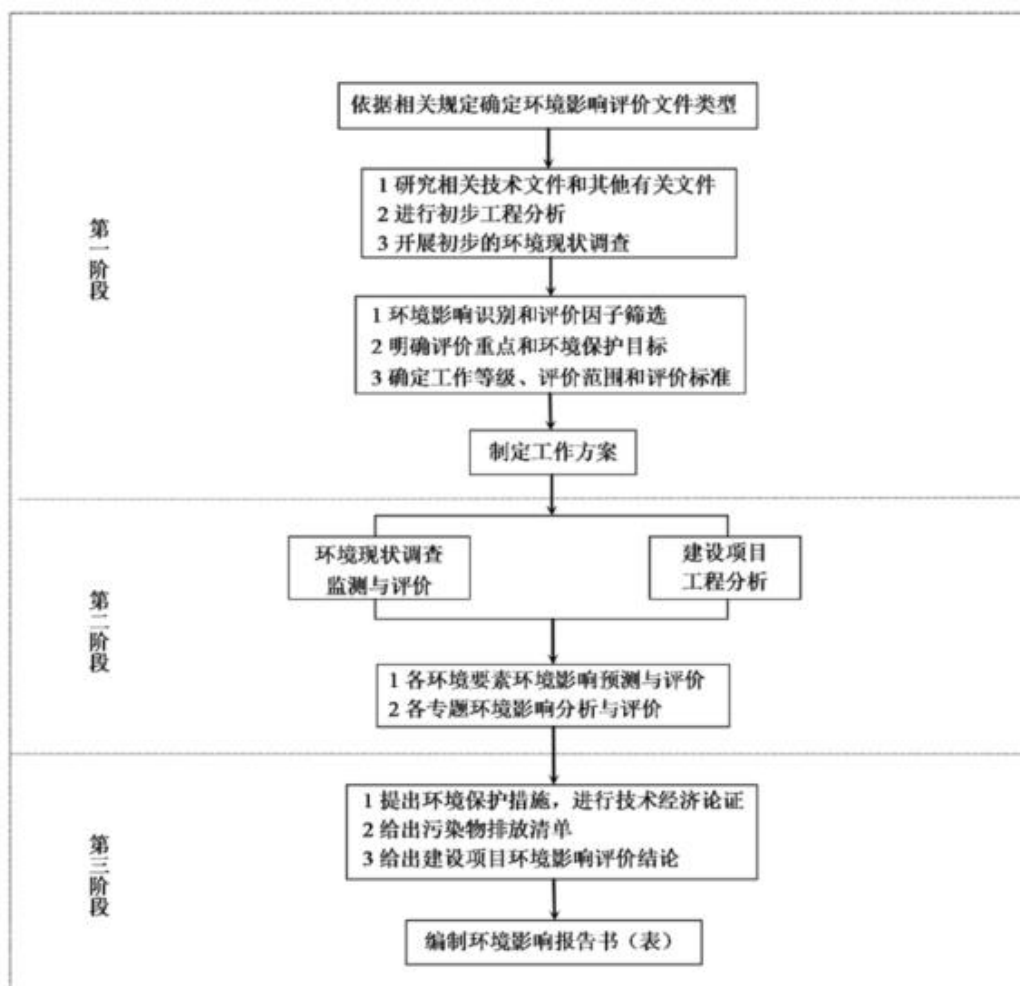 依据相关规定确定环境影响评价文件类型
1 研究相关技术文件和其他有关文件
2 进行初步工程分析
3 开展初步的环境现状调查
第一阶段
1 环境影响识别和评价因子筛选
2 明确评价重点和环境保护目标
3 确定工作等级、评价范围和评价标准
制定工作方案
环境现状调查
监测与评价
建设项目
工程分析
第二阶段
1 各环境要素环境影响预测与评价
2 各专题环境影响分析与评价
1 提出环境保护措施，进行技术经济论证
2 给出污染物排放清单
3 给出建设项目环境影响评价结论
第三阶段
编制环境影响报告书（表）